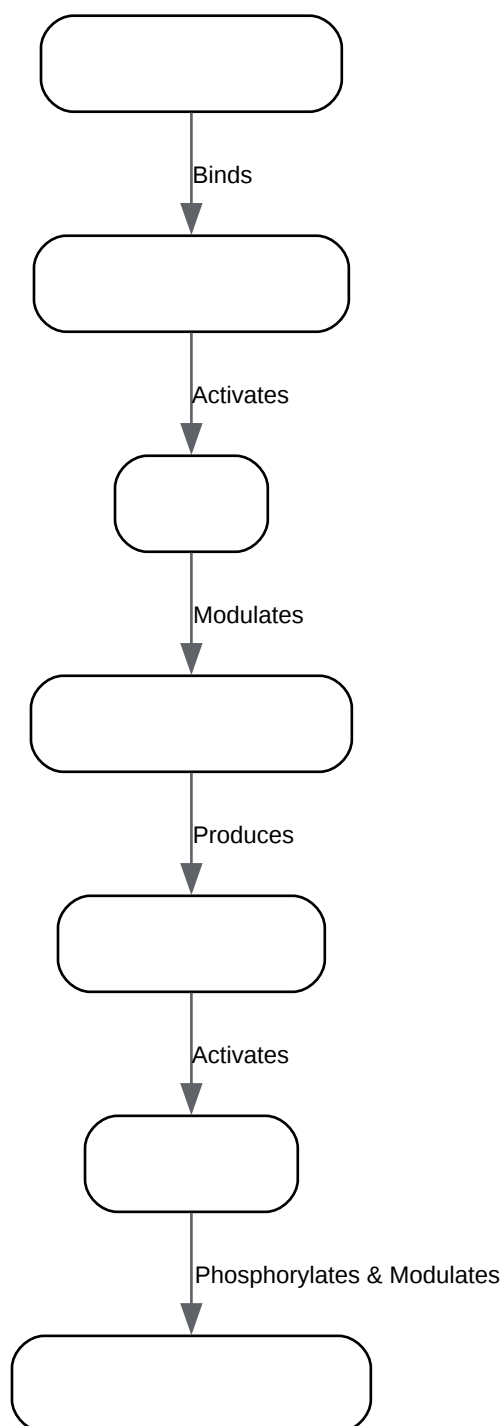 Binds
Activates
Modulates
Produces
Activates
Phosphorylates & Modulates